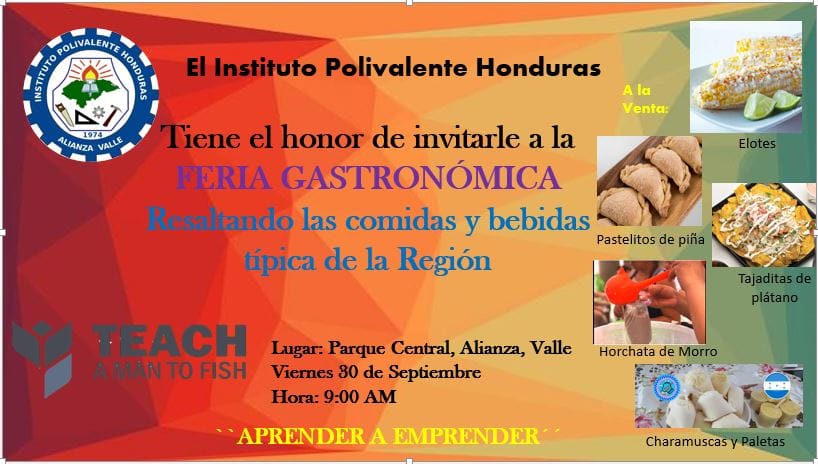 INSTITUTO POLIVALENTE HONDURAS
1974
ALIANZA VALLE
El Instituto Polivalente Honduras
Tiene el honor de invitarle a la
FERIA GASTRONÓMICA
Resaltando las comidas y bebidas
típica de la Región
TEACH
A MAN TO FISH
Lugar: Parque Central, Alianza, Valle
Viernes 30 de Septiembre
Hora: 9:00 AM
``APRENDER A EMPRENDER´´
A la
Venta:
Elotes
Pastelitos de piña
Tajaditas de
plátano
Horchata de Morro
Charamuscas y Paletas